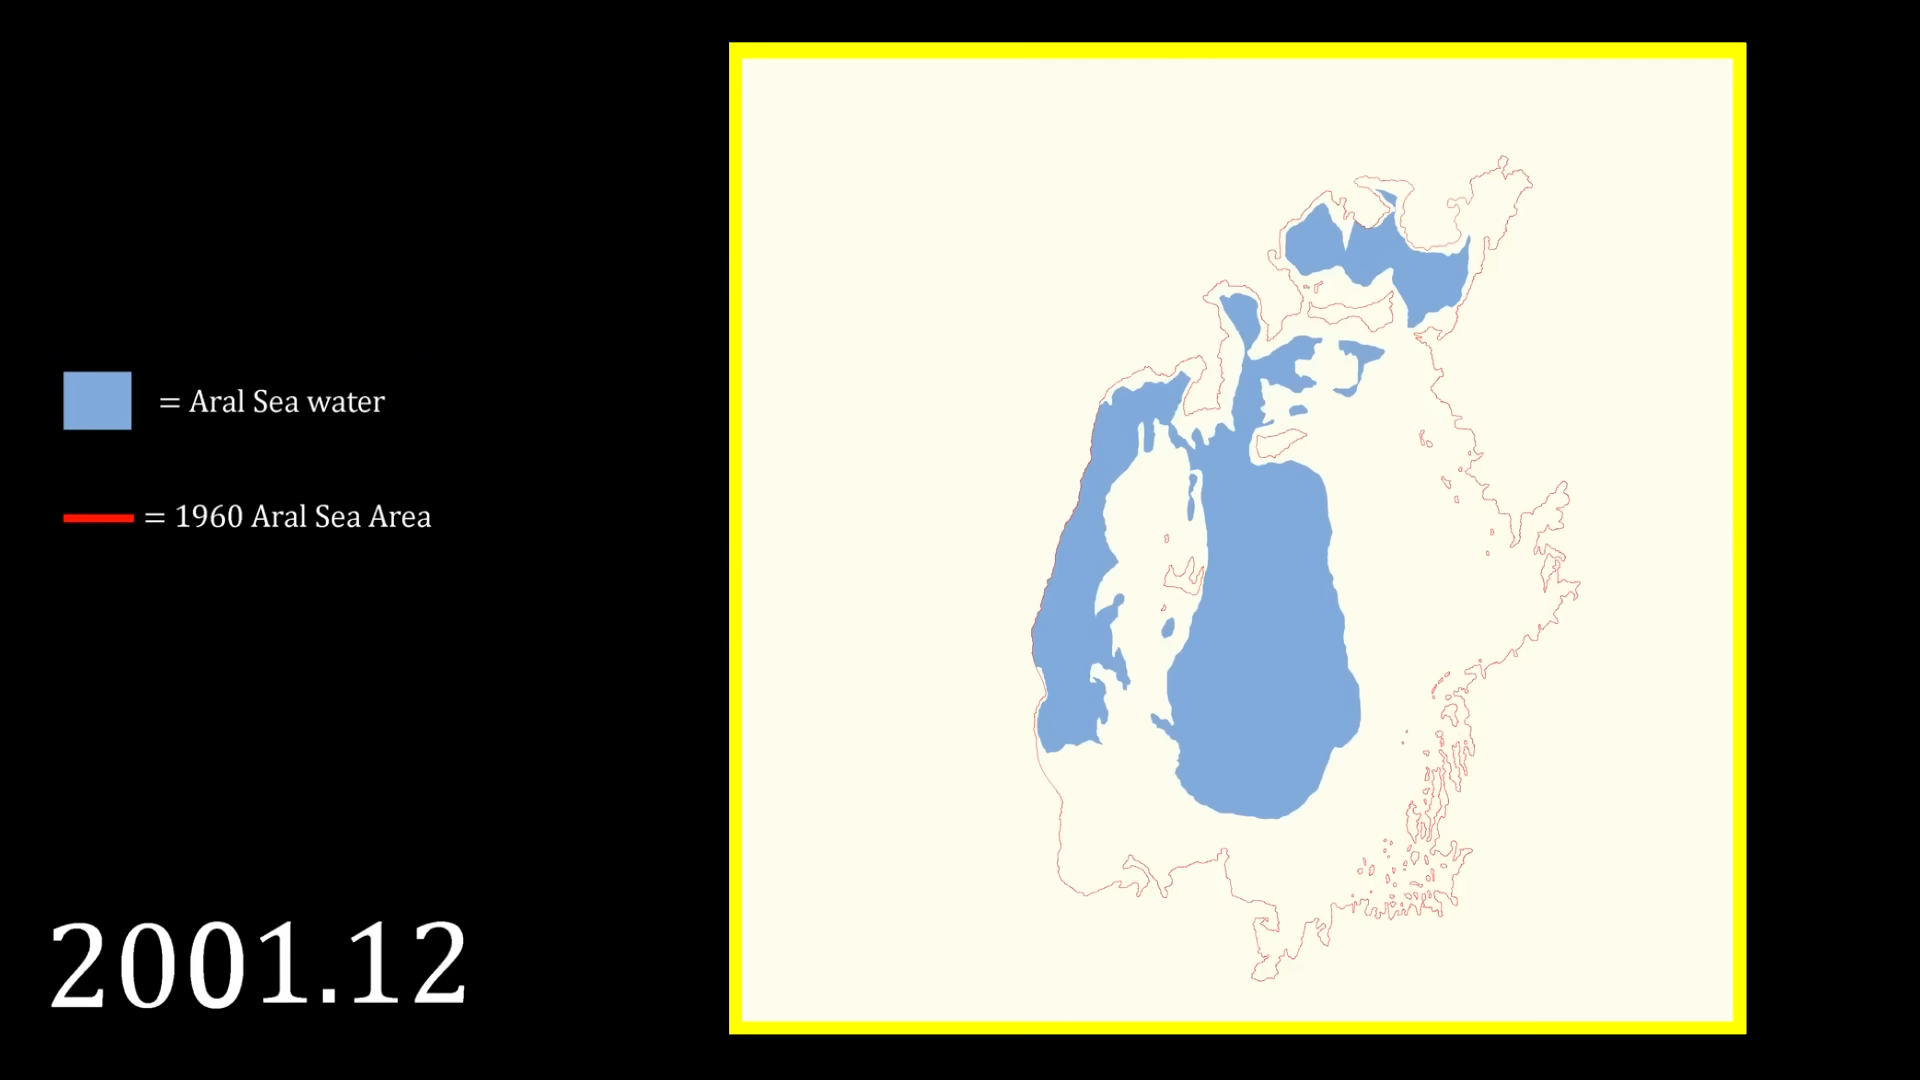 = Aral Sea water
= 1960 Aral Sea Area
2001.12